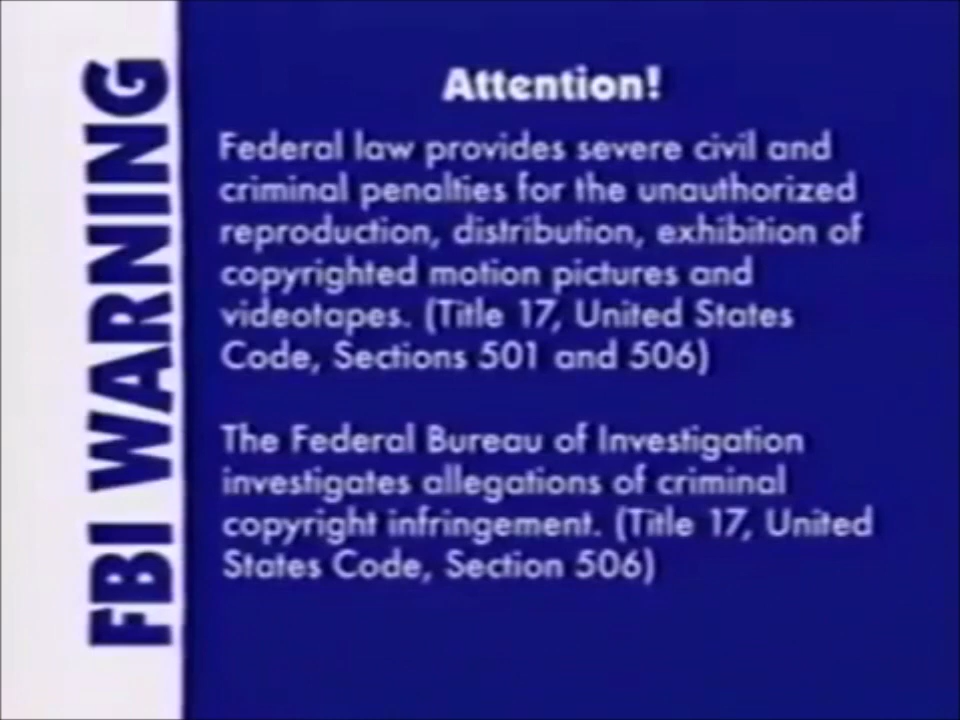 FBI WARNING
Attention!
Federal law provides severe civil and
criminal penalties for the unauthorized
reproduction, distribution, exhibition of
copyrighted motion pictures and
videotapes. (Title 17, United States
Code, Sections 501 and 506)
The Federal Bureau of Investigation
investigates allegations of criminal
copyright infringement. (Title 17, United
States Code, Section 506)